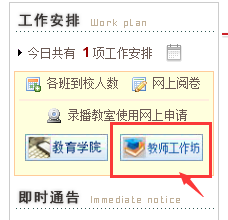 工作安排 Work plan
今日共有 1项工作安排
各班到校人数 网上阅卷
录播教室使用网上申请
教育学院 教师工作坊
即时通告 Immediate notice